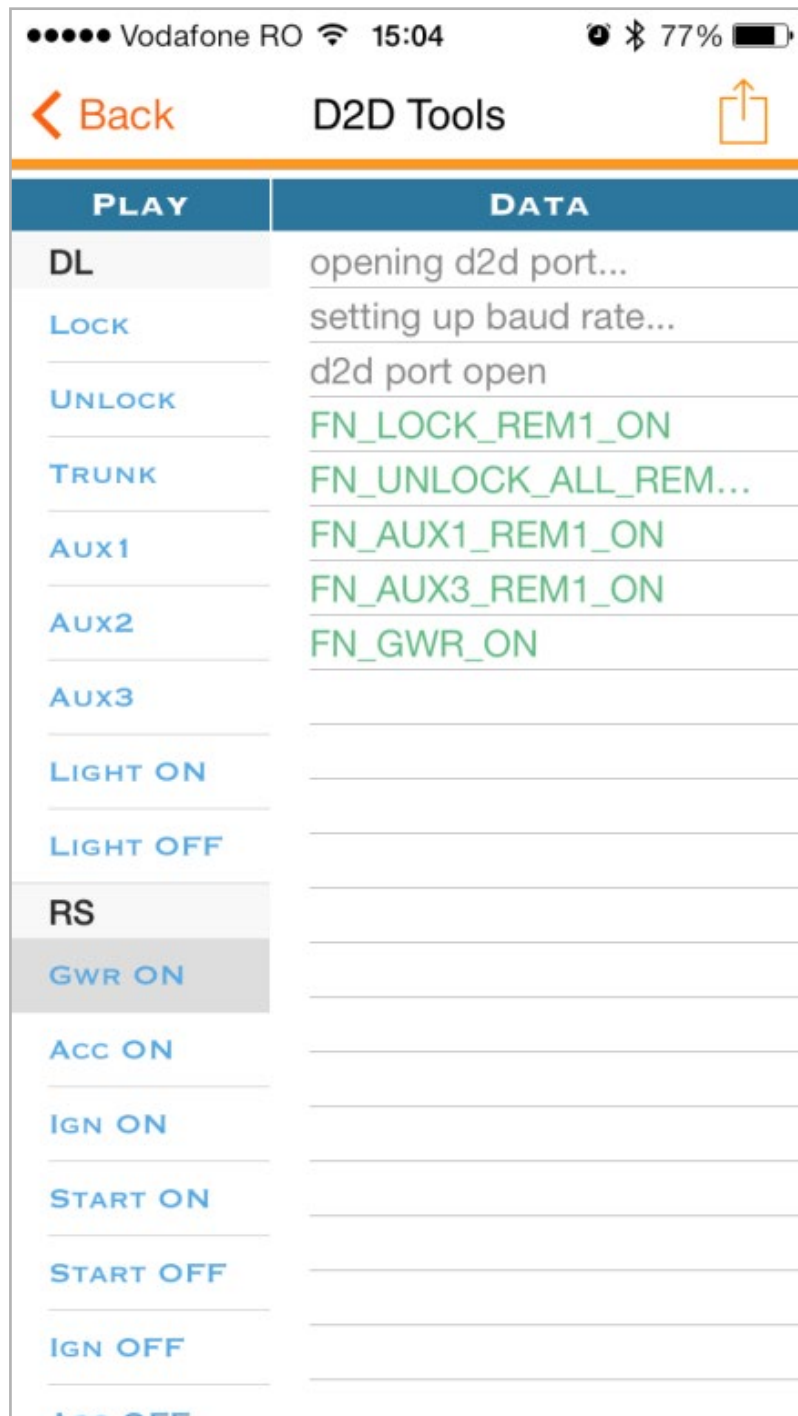 Vodafone RO 15:04 77%
Back D2D Tools
PLAY DATA
DL
LOCK
UNLOCK
TRUNK
AUX1
AUX2
AUX3
LIGHT ON
LIGHT OFF
RS
GWR ON
ACC ON
IGN ON
START ON
START OFF
IGN OFF
opening d2d port...
setting up baud rate...
d2d port open
FN_LOCK_REM1_ON
FN_UNLOCK_ALL_REM...
FN_AUX1_REM1_ON
FN_AUX3_REM1_ON
FN_GWR_ON